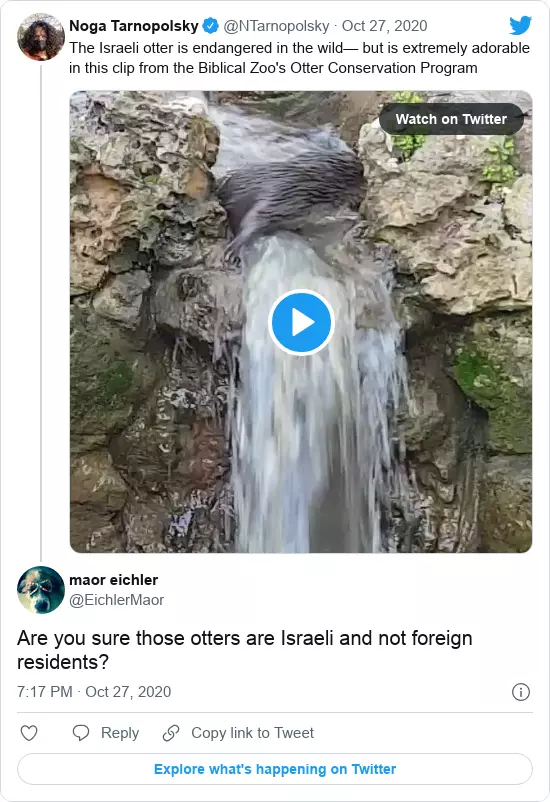 Noga Tarnopolsky @NTarnopolsky · Oct 27, 2020
The Israeli otter is endangered in the wild— but is extremely adorable
in this clip from the Biblical Zoo's Otter Conservation Program
Watch on Twitter
maor eichler
@EichlerMaor
Are you sure those otters are Israeli and not foreign
residents?
7:17 PM · Oct 27, 2020
Reply
Copy link to Tweet
Explore what's happening on Twitter